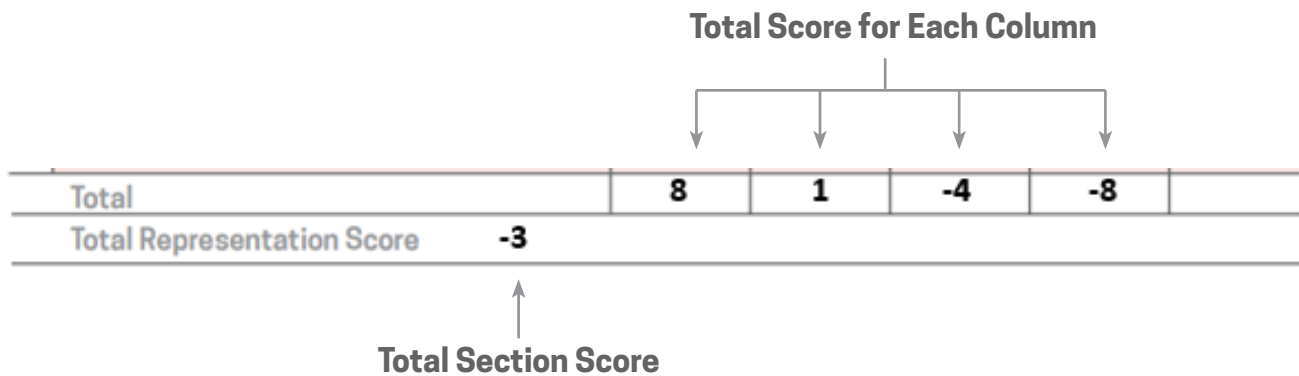 Total Score for Each Column
Total 8 1 -4 -8
Total Representation Score -3
Total Section Score